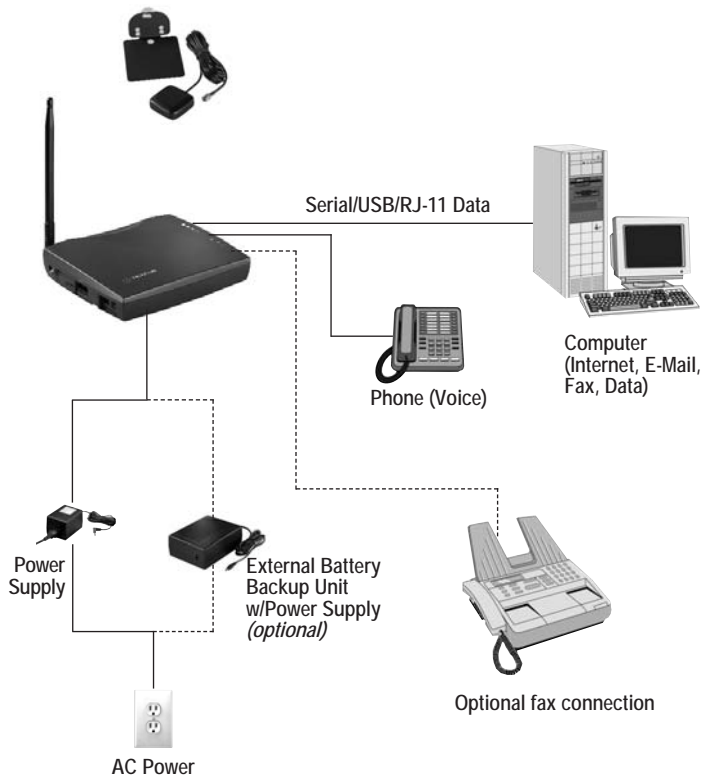 Serial/USB/RJ-11 Data
Computer
(Internet, E-Mail,
Fax, Data)
Phone (Voice)
Power
Supply
External Battery
Backup Unit
w/Power Supply
(optional)
Optional fax connection
AC Power